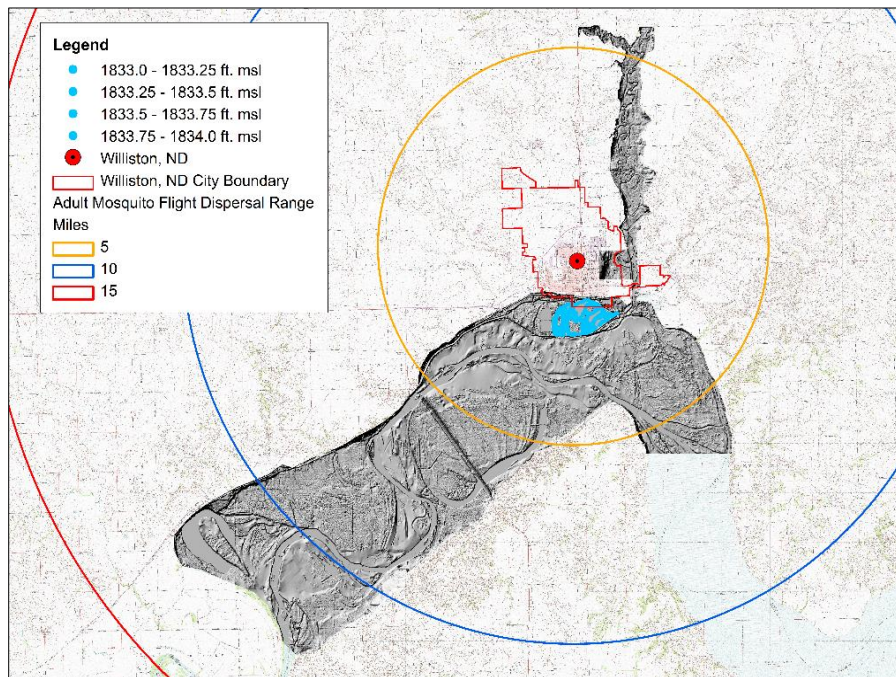 Legend
1833.0 - 1833.25 ft. msl
1833.25 - 1833.5 ft. msl
1833.5 - 1833.75 ft. msl
1833.75 - 1834.0 ft. msl
Williston, ND
Williston, ND City Boundary
Adult Mosquito Flight Dispersal Range
Miles
5
10
15